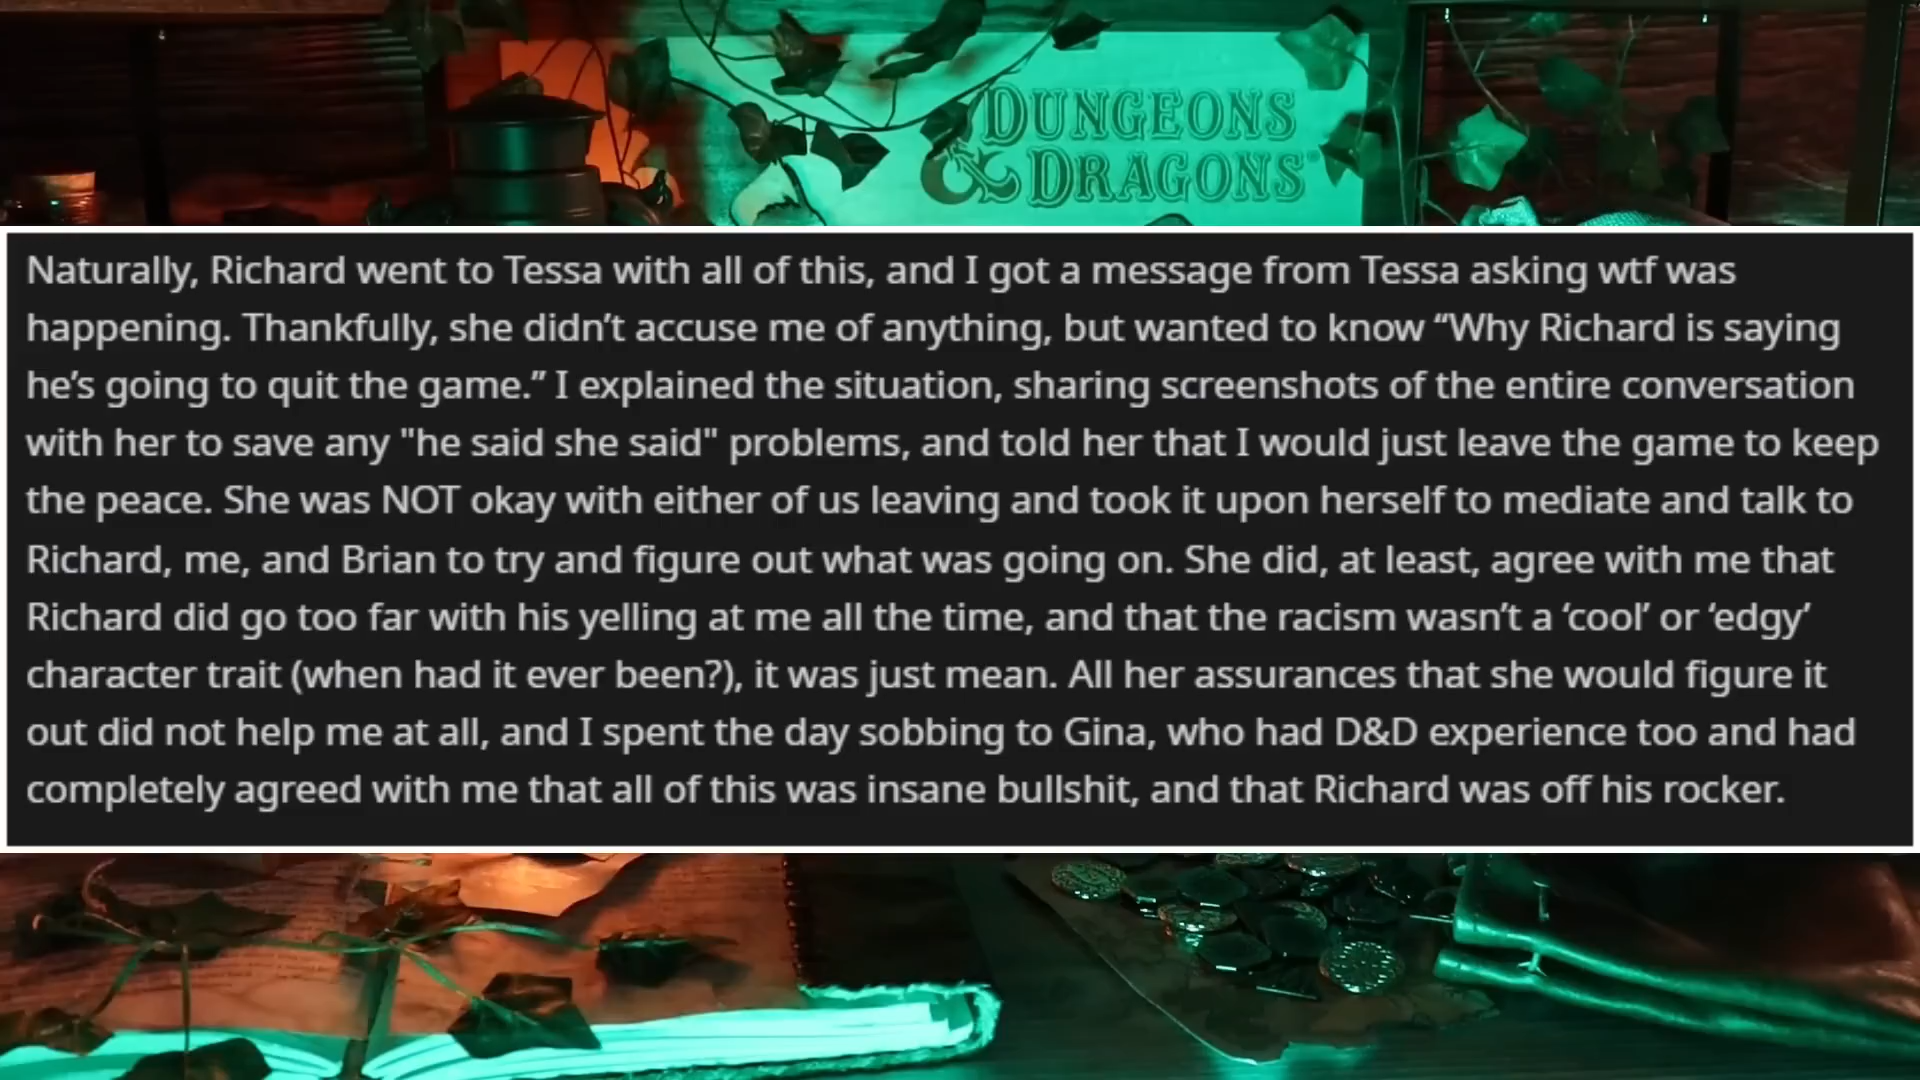 DUNGEONS
& DRAGONS
Naturally, Richard went to Tessa with all of this, and I got a message from Tessa asking wtf was
happening. Thankfully, she didn’t accuse me of anything, but wanted to know “Why Richard is saying
he’s going to quit the game.” I explained the situation, sharing screenshots of the entire conversation
with her to save any "he said she said" problems, and told her that I would just leave the game to keep
the peace. She was NOT okay with either of us leaving and took it upon herself to mediate and talk to
Richard, me, and Brian to try and figure out what was going on. She did, at least, agree with me that
Richard did go too far with his yelling at me all the time, and that the racism wasn’t a ‘cool’ or ‘edgy’
character trait (when had it ever been?), it was just mean. All her assurances that she would figure it
out did not help me at all, and I spent the day sobbing to Gina, who had D&D experience too and had
completely agreed with me that all of this was insane bullshit, and that Richard was off his rocker.